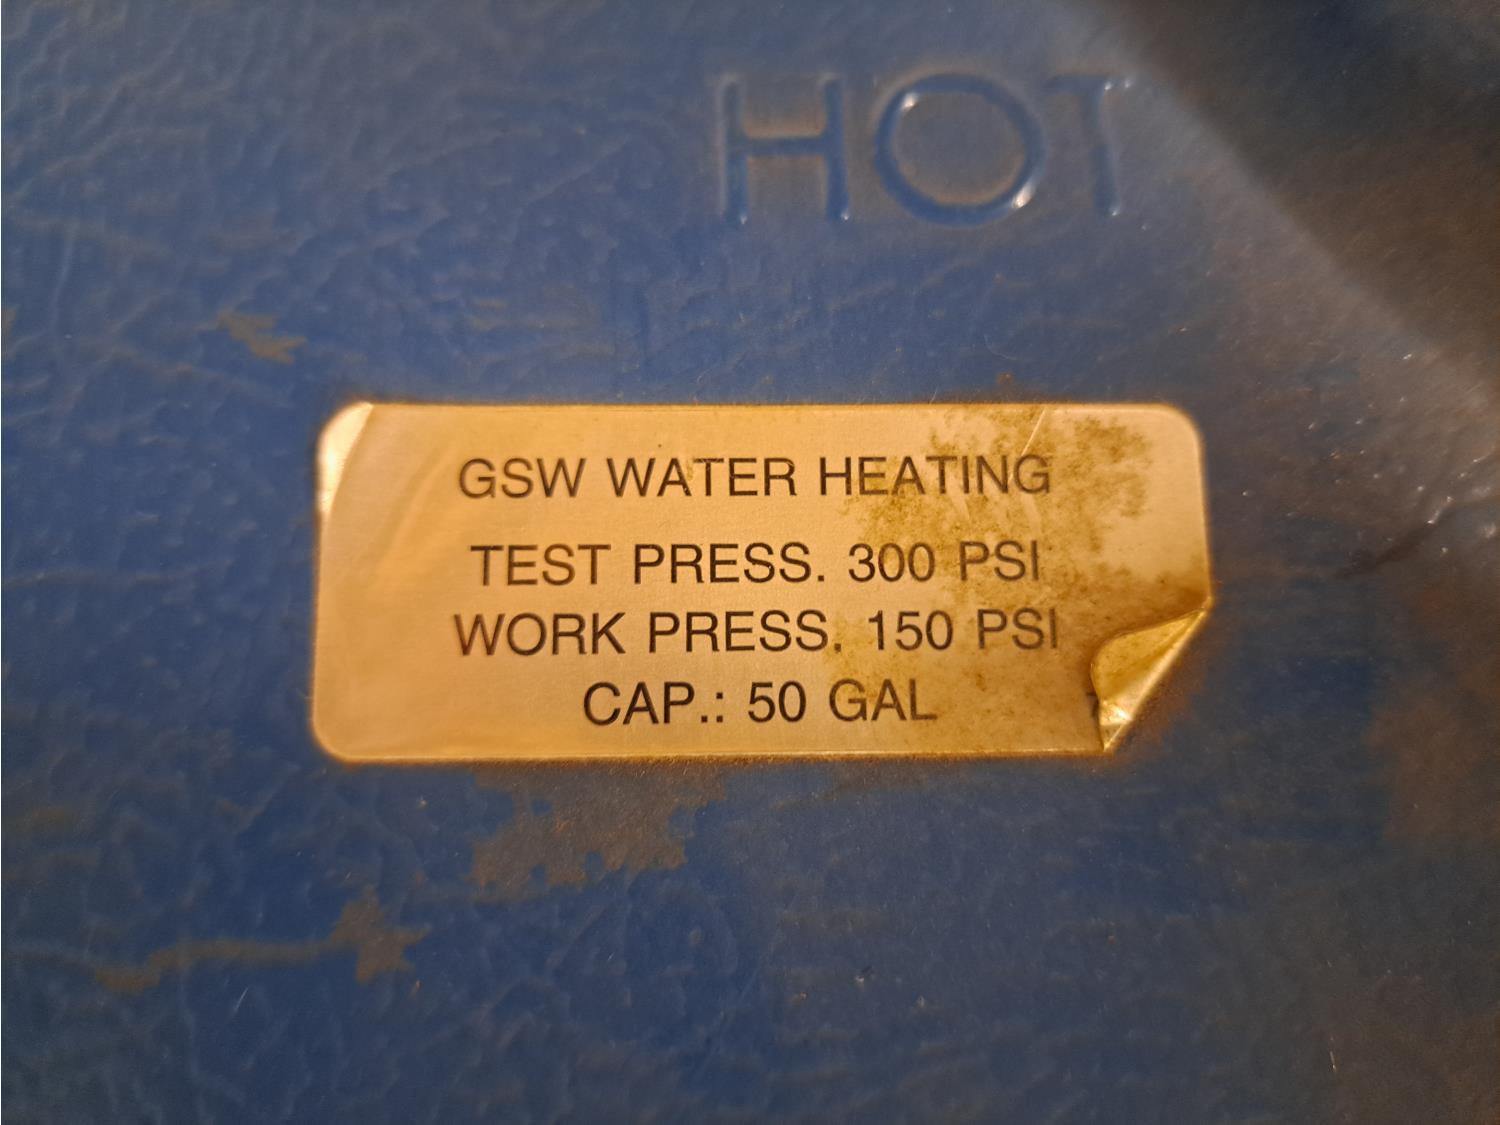 HOT
GSW WATER HEATING
TEST PRESS. 300 PSI
WORK PRESS. 150 PSI
CAP.: 50 GAL